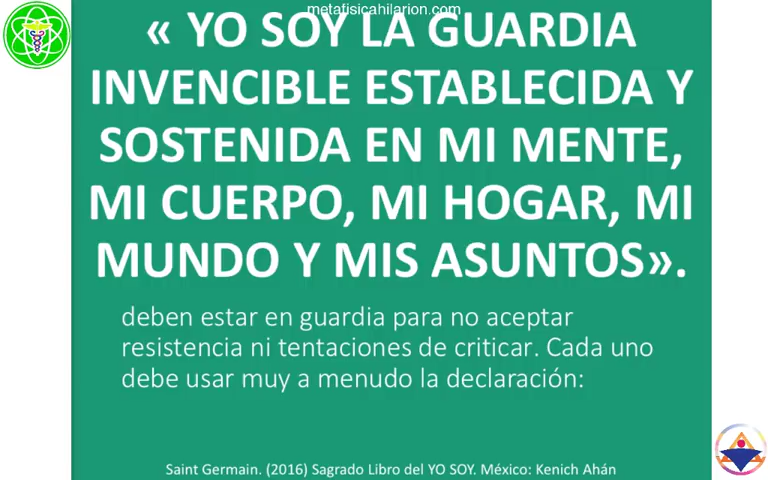 metafisicahilarion.com
« YO SOY LA GUARDIA
INVENCIBLE ESTABLECIDA Y
SOSTENIDA EN MI MENTE,
MI CUERPO, MI HOGAR, MI
MUNDO Y MIS ASUNTOS».
deben estar en guardia para no aceptar
resistencia ni tentaciones de criticar. Cada uno
debe usar muy a menudo la declaración:
Saint Germain. (2016) Sagrado Libro del YO SOY. México: Kenich Ahán